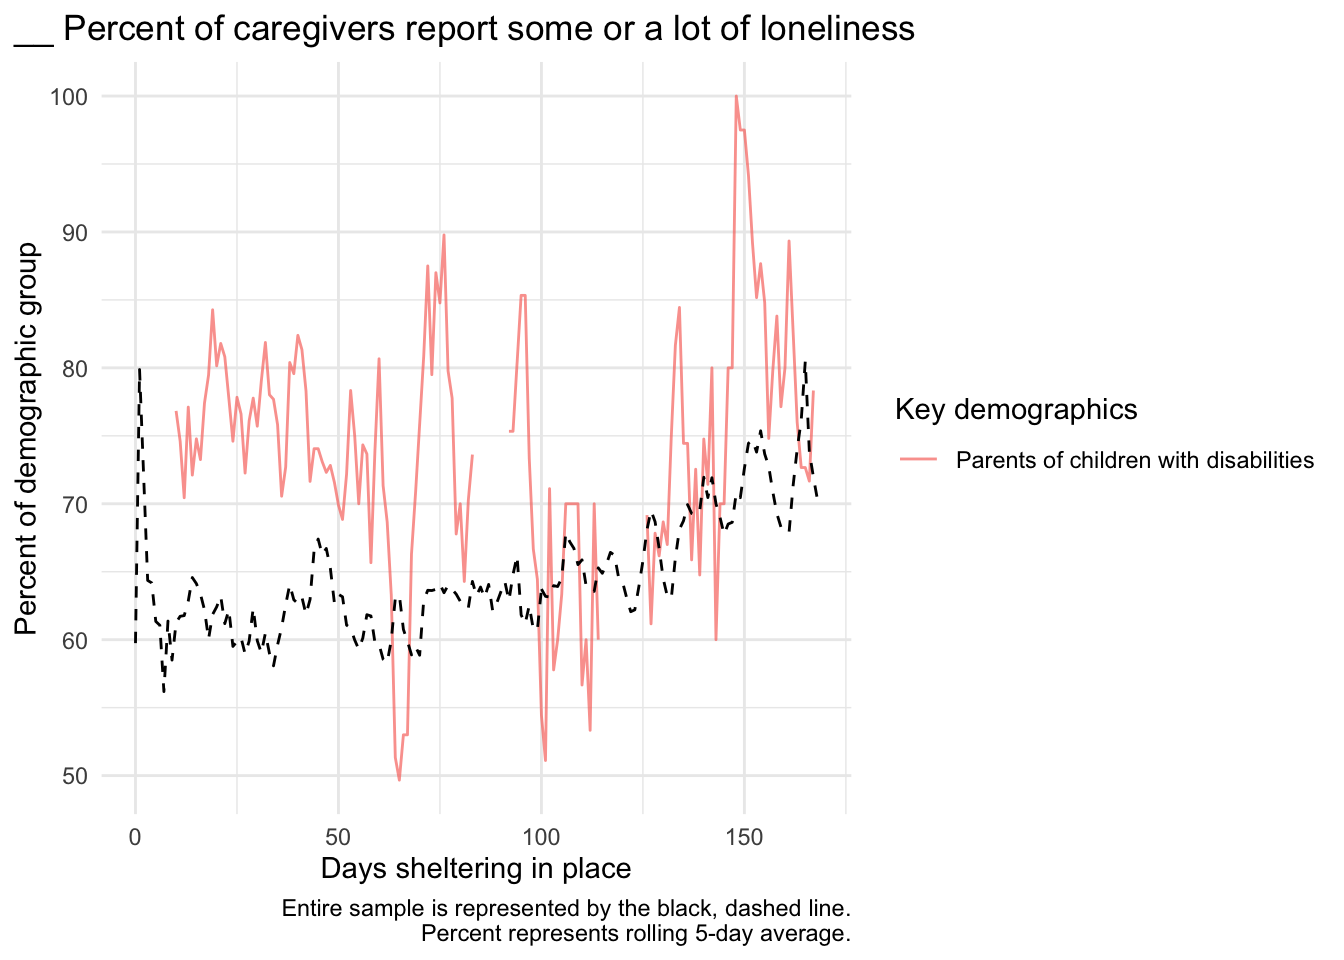 __ Percent of caregivers report some or a lot of loneliness
Percent of demographic group
100
90
80
70
60
50
0
50
100
150
Days sheltering in place
Key demographics
Parents of children with disabilities
Entire sample is represented by the black, dashed line.
Percent represents rolling 5-day average.